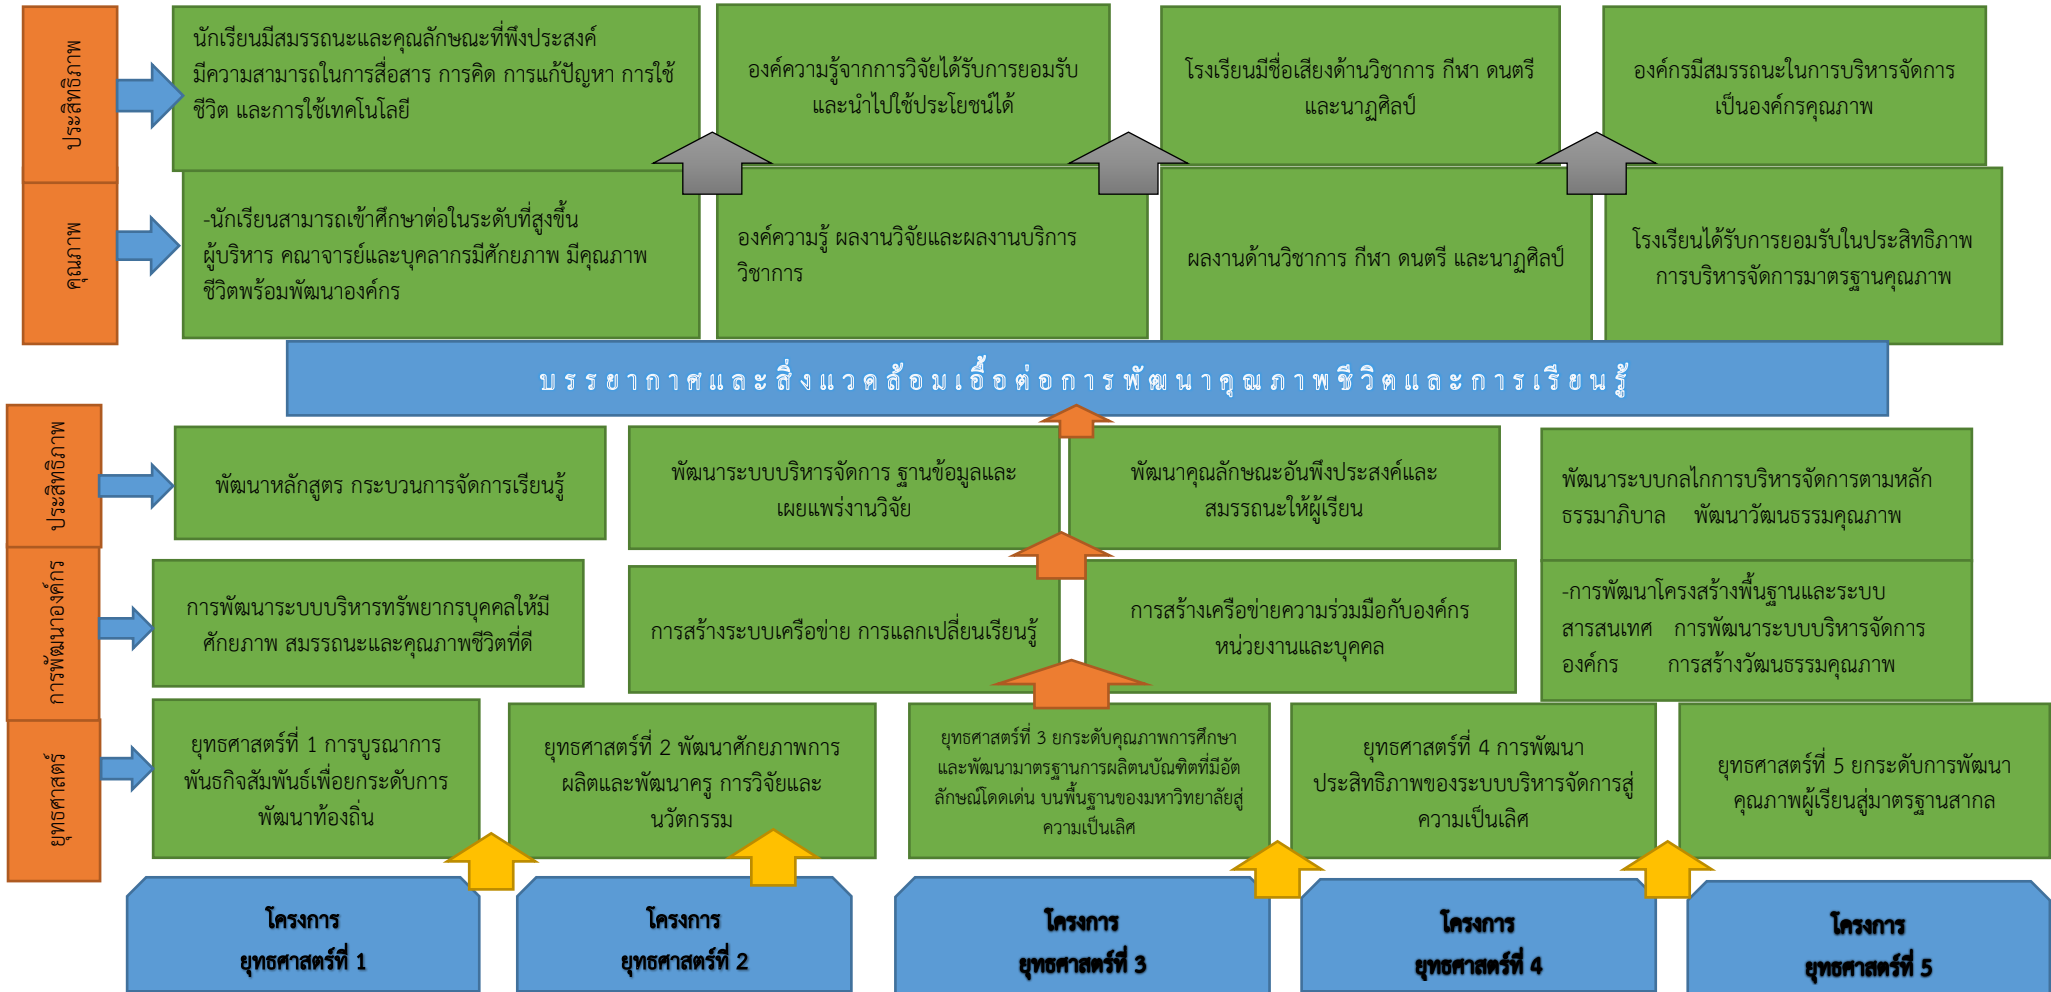 ประสิทธิภาพ
นักเรียนมีสมรรถนะและคุณลักษณะที่พึงประสงค์
มีความสามารถในการสื่อสาร การคิด การแก้ปัญหา การใช้
ชีวิต และการใช้เทคโนโลยี
องค์ความรู้จากการวิจัยได้รับการยอมรับ
และนำไปใช้ประโยชน์ได้
โรงเรียนมีชื่อเสียงด้านวิชาการ กีฬา ดนตรี
และนาฏศิลป์
องค์กรมีสมรรถนะในการบริหารจัดการ
เป็นองค์กรคุณภาพ
คุณภาพ
-นักเรียนสามารถเข้าศึกษาต่อในระดับที่สูงขึ้น
ผู้บริหาร คณาจารย์และบุคลากรมีศักยภาพ มีคุณภาพ
ชีวิตพร้อมพัฒนาองค์กร
องค์ความรู้ ผลงานวิจัยและผลงานบริการ
วิชาการ
ผลงานด้านวิชาการ กีฬา ดนตรี และนาฏศิลป์
โรงเรียนได้รับการยอมรับในประสิทธิภาพ
การบริหารจัดการมาตรฐานคุณภาพ
บรรยากาศและสิ่งแวดล้อมเอื้อต่อการพัฒนาคุณภาพชีวิตและการเรียนรู้
ประสิทธิภาพ
พัฒนาหลักสูตร กระบวนการจัดการเรียนรู้
พัฒนาระบบบริหารจัดการ ฐานข้อมูลและ
เผยแพร่งานวิจัย
พัฒนาคุณลักษณะอันพึงประสงค์และ
สมรรถนะให้ผู้เรียน
พัฒนาระบบกลไกการบริหารจัดการตามหลัก
ธรรมาภิบาล พัฒนาวัฒนธรรมคุณภาพ
การพัฒนาองค์กร
การพัฒนาระบบบริหารทรัพยากรบุคคลให้มี
ศักยภาพ สมรรถนะและคุณภาพชีวิตที่ดี
การสร้างระบบเครือข่าย การแลกเปลี่ยนเรียนรู้
การสร้างเครือข่ายความร่วมมือกับองค์กร
หน่วยงานและบุคคล
-การพัฒนาโครงสร้างพื้นฐานและระบบ
สารสนเทศ การพัฒนาระบบบริหารจัดการ
องค์กร การสร้างวัฒนธรรมคุณภาพ
ยุทธศาสตร์
ยุทธศาสตร์ที่ 1 การบูรณาการ
พันธกิจสัมพันธ์เพื่อยกระดับการ
พัฒนาท้องถิ่น
ยุทธศาสตร์ที่ 2 พัฒนาศักยภาพการ
ผลิตและพัฒนาครู การวิจัยและ
นวัตกรรม
ยุทธศาสตร์ที่ 3 ยกระดับคุณภาพการศึกษา
และพัฒนามาตรฐานการผลิตนบัณฑิตที่มีอัต
ลักษณ์โดดเด่น บนพื้นฐานของมหาวิทยาลัยสู่
ความเป็นเลิศ
ยุทธศาสตร์ที่ 4 การพัฒนา
ประสิทธิภาพของระบบบริหารจัดการสู่
ความเป็นเลิศ
ยุทธศาสตร์ที่ 5 ยกระดับการพัฒนา
คุณภาพผู้เรียนสู่มาตรฐานสากล
โครงการ
ยุทธศาสตร์ที่ 1
โครงการ
ยุทธศาสตร์ที่ 2
โครงการ
ยุทธศาสตร์ที่ 3
โครงการ
ยุทธศาสตร์ที่ 4
โครงการ
ยุทธศาสตร์ที่ 5